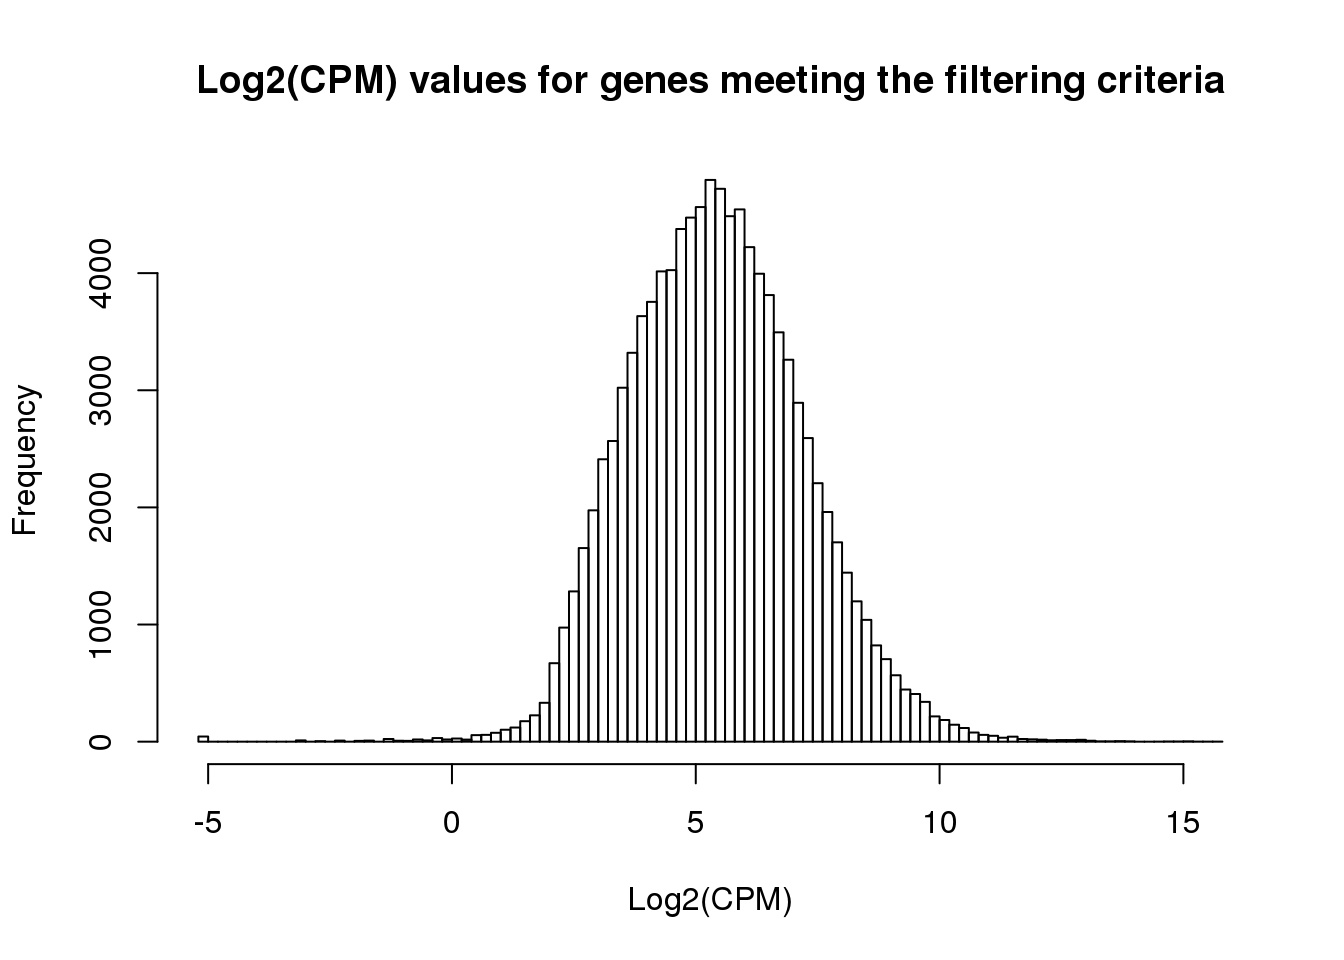 Log2(CPM) values for genes meeting the filtering criteria
Frequency
4000
3000
2000
1000
0
-5 0 5 10 15
Log2(CPM)